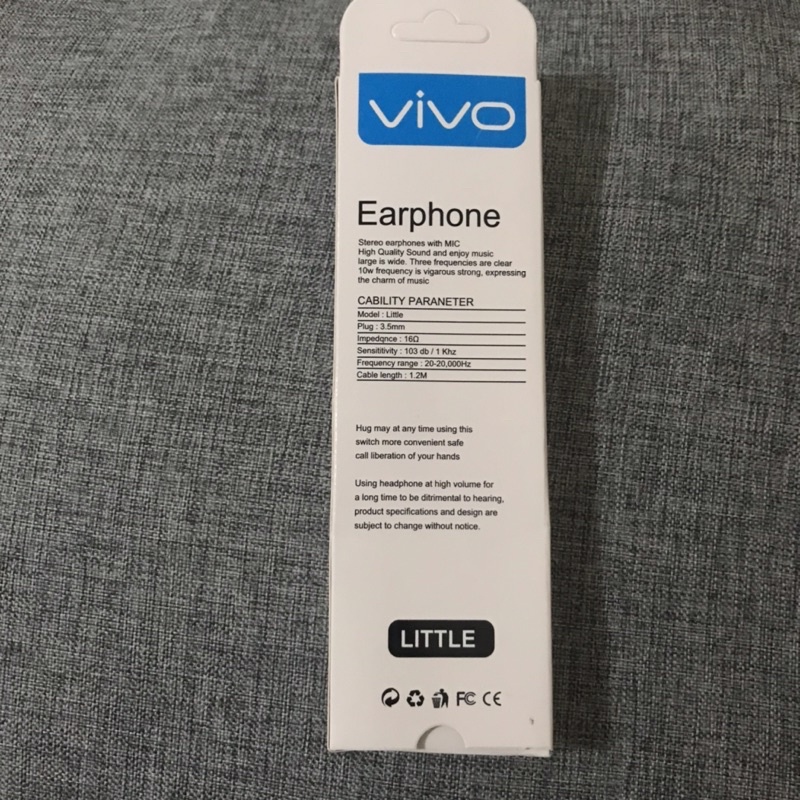 vivo
Earphone
Stereo earphones with MIC
High Quality Sound and enjoy music
large is wide. Three frequencies are clear
10w frequency is vigarous strong, expressing
the charm of music
CABILITY PARANETER
Model : Little
Plug : 3.5mm
Impedqnce : 16Ω
Sensititivity : 103 db / 1 Khz
Frequency range : 20-20,000Hz
Cable length : 1.2M
Hug may at any time using this
switch more convenient safe
call liberation of your hands
Using headphone at high volume for
a long time to be ditrimental to hearing,
product specifications and design are
subject to change without notice.
LITTLE
FC CE